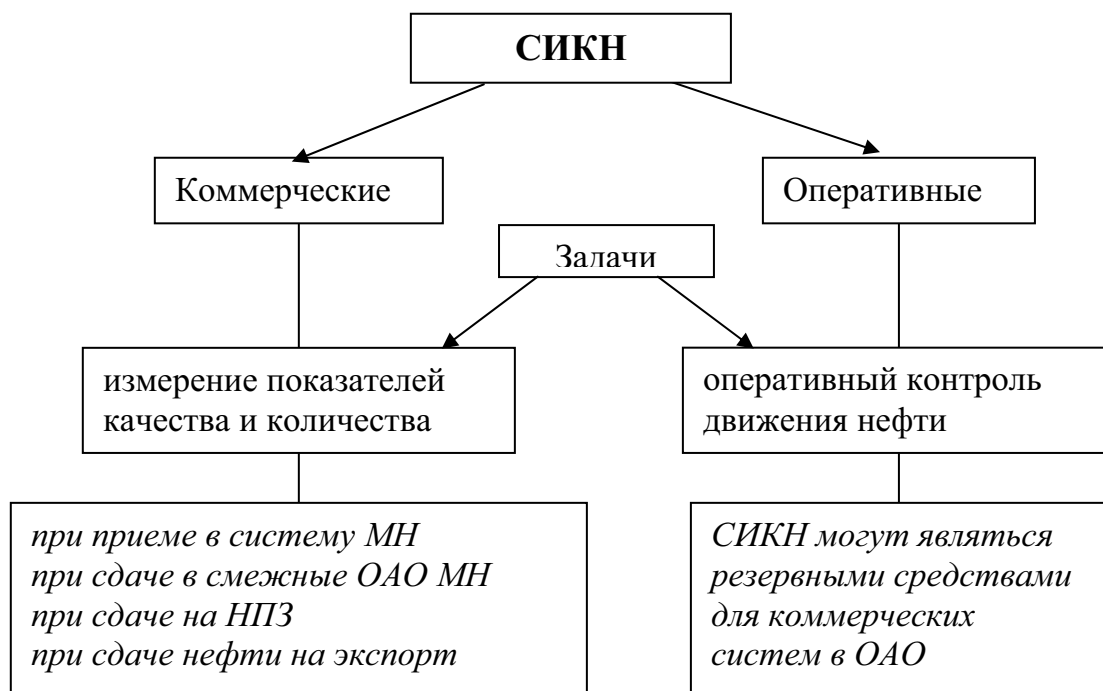 СИКН
Коммерческие
Оперативные
Задачи
измерение показателей
качества и количества
оперативный контроль
движения нефти
при приеме в систему МН
при сдаче в смежные ОАО МН
при сдаче на НПЗ
при сдаче нефти на экспорт
СИКН могут являться
резервными средствами
для коммерческих
систем в ОАО